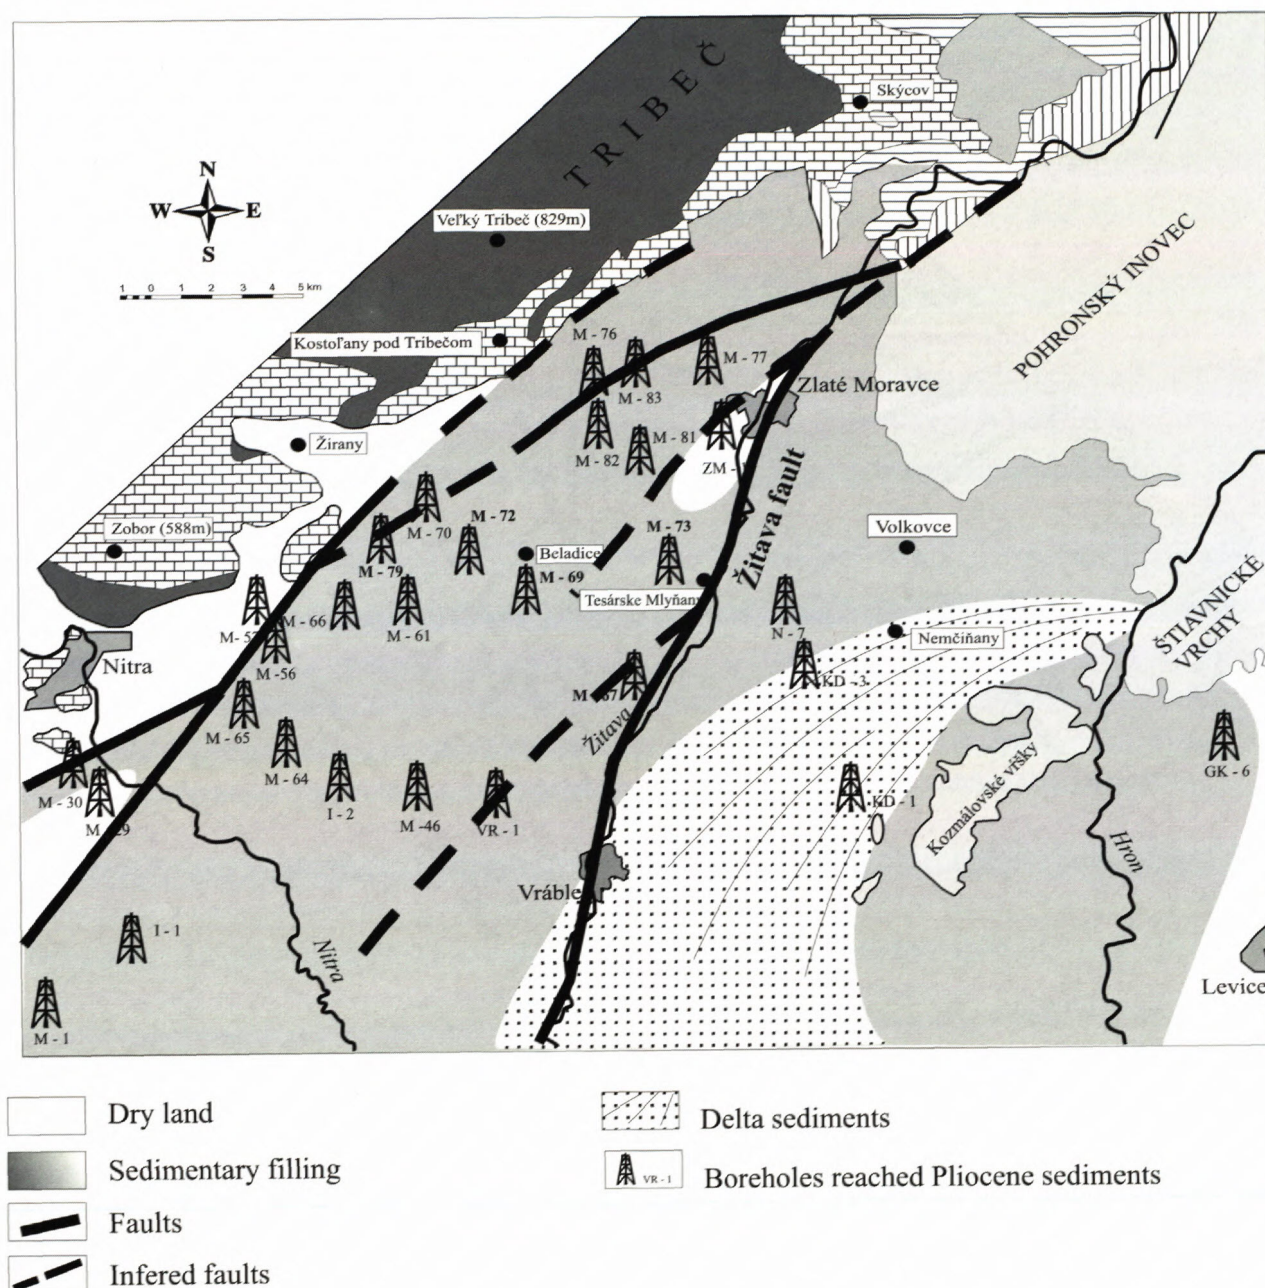 TRIBEČ
Skýcov
N
W E
S
Veľký Tribeč (829m)
1 0 1 2 3 4 5 km
Kostoľany pod Tribečom
POHRONSKÝ INOVEC
M - 76
M - 77
M - 83
Zlaté Moravce
Žirany
M - 81
M - 82
ZM -
Žitava fault
Zobor (588m)
M - 70
M - 72
M - 73
Volkovce
Beladice
M - 79
M - 69
Tesárske Mlyňany
ŠTIAVNICKÉ
VRCHY
M - 66
M - 61
N - 7
Nemčiňany
Nitra
M - 56
KD - 3
M - 65
Žitava
M - 64
GK - 6
M - 30
I - 2
M - 46
VR - 1
KD - 1
Kozmálovské vŕšky
Hron
Vráble
I - 1
Nitra
Levice
M - 1
Dry land
Delta sediments
Sedimentary filling
VR - 1
Boreholes reached Pliocene sediments
Faults
Infered faults